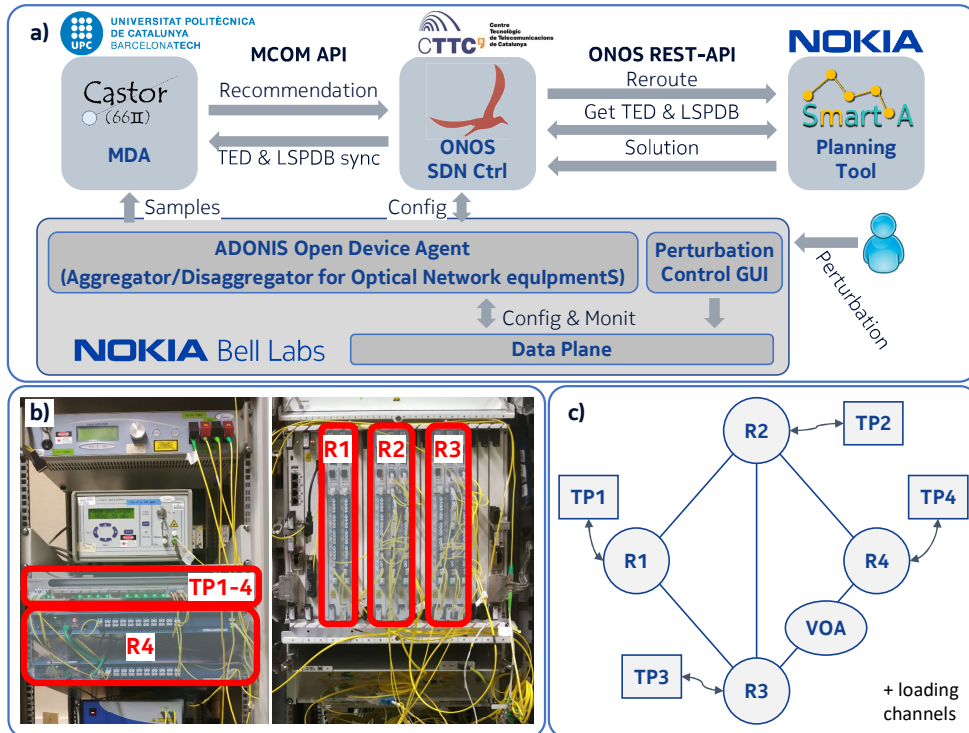 a)
UPC
UNIVERSITAT POLITÈCNICA
DE CATALUNYA
BARCELONATECH
MCOM API
CTTC
Centre
Tecnològic
de Telecomunicacions
de Catalunya
ONOS REST-API
NOKIA
Castor
(66II)
MDA
Recommendation
TED & LSPDB sync
ONOS
SDN Ctrl
Reroute
Get TED & LSPDB
Solution
Smart-A
Planning
Tool
Samples
Config
ADONIS Open Device Agent
(Aggregator/Disaggregator for Optical Network equIpmentS)
Perturbation
Control GUI
Perturbation
Config & Monit
NOKIA Bell Labs
Data Plane
b)
TP1-4
R4
R1
R2
R3
c)
R2
TP2
TP1
TP4
R1
R4
VOA
TP3
R3
+ loading
channels